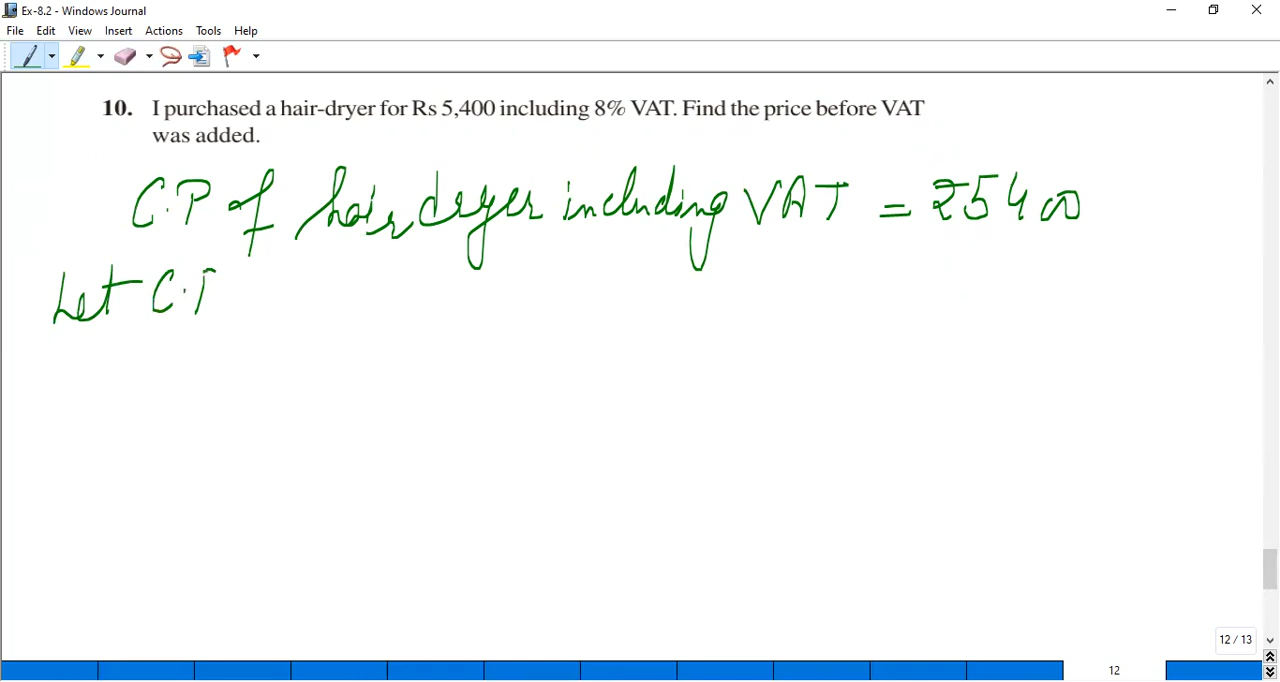 Ex-8.2 - Windows Journal
File Edit View Insert Actions Tools Help
10. I purchased a hair-dryer for Rs 5,400 including 8% VAT. Find the price before VAT
was added.
C.P of hair dryer including VAT = ₹5400
Let C.P
12 / 13
12